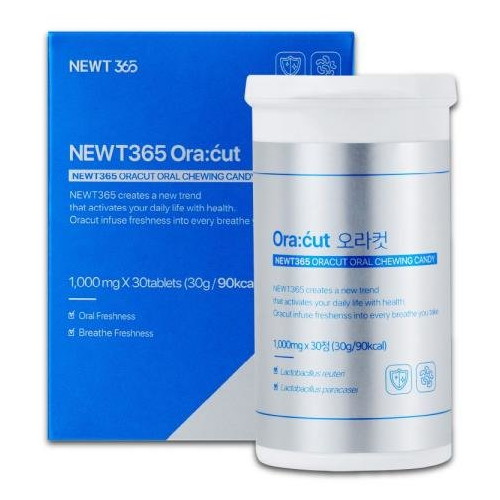 NEWT 365
NEWT365 Ora:ćut
NEWT365 ORACUT ORAL CHEWING CANDY
NEWT365 creates a new trend
that activates your daily life with health.
Oracut infuse freshness into every breathe
1,000 mg X 30tablets (30g / 90kca
Oral Freshness
Breathe Freshness
Ora:ćut 오라컷
NEWT365 ORACUT ORAL CHEWING CANDY
NEWT365 creates a new trend
that activates your daily life with health.
Oracut infuse freshenss into every breathe you take
1,000mg x 30정 (30g/90kcal)
Lactobacillus reuteri
Lactobacillus paracasei